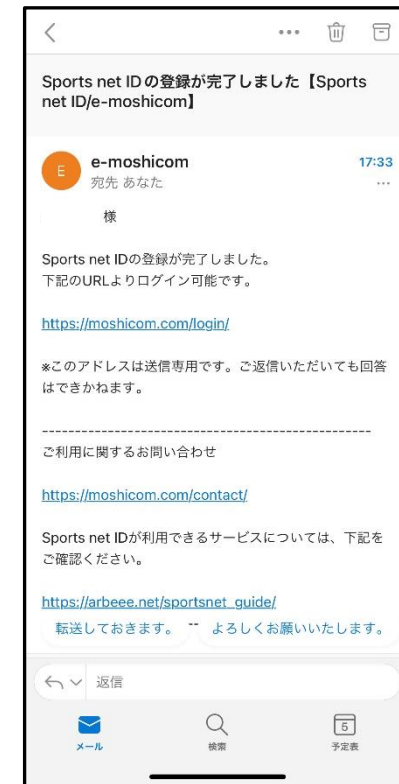 Sports net IDの登録が完了しました【Sports
net ID/e-moshicom】
E
e-moshicom
17:33
宛先 あなた
様
Sports net IDの登録が完了しました。
下記のURLよりログイン可能です。
https://moshicom.com/login/
※このアドレスは送信専用です。ご返信いただいても回答
はできかねます。
--------------------------------------------------
ご利用に関するお問い合わせ
https://moshicom.com/contact/
Sports net IDが利用できるサービスについては、下記を
ご確認ください。
https://arbeee.net/sportsnet_guide/
転送しておきます。
よろしくお願いいたします。
返信
メール
検索
5
予定表